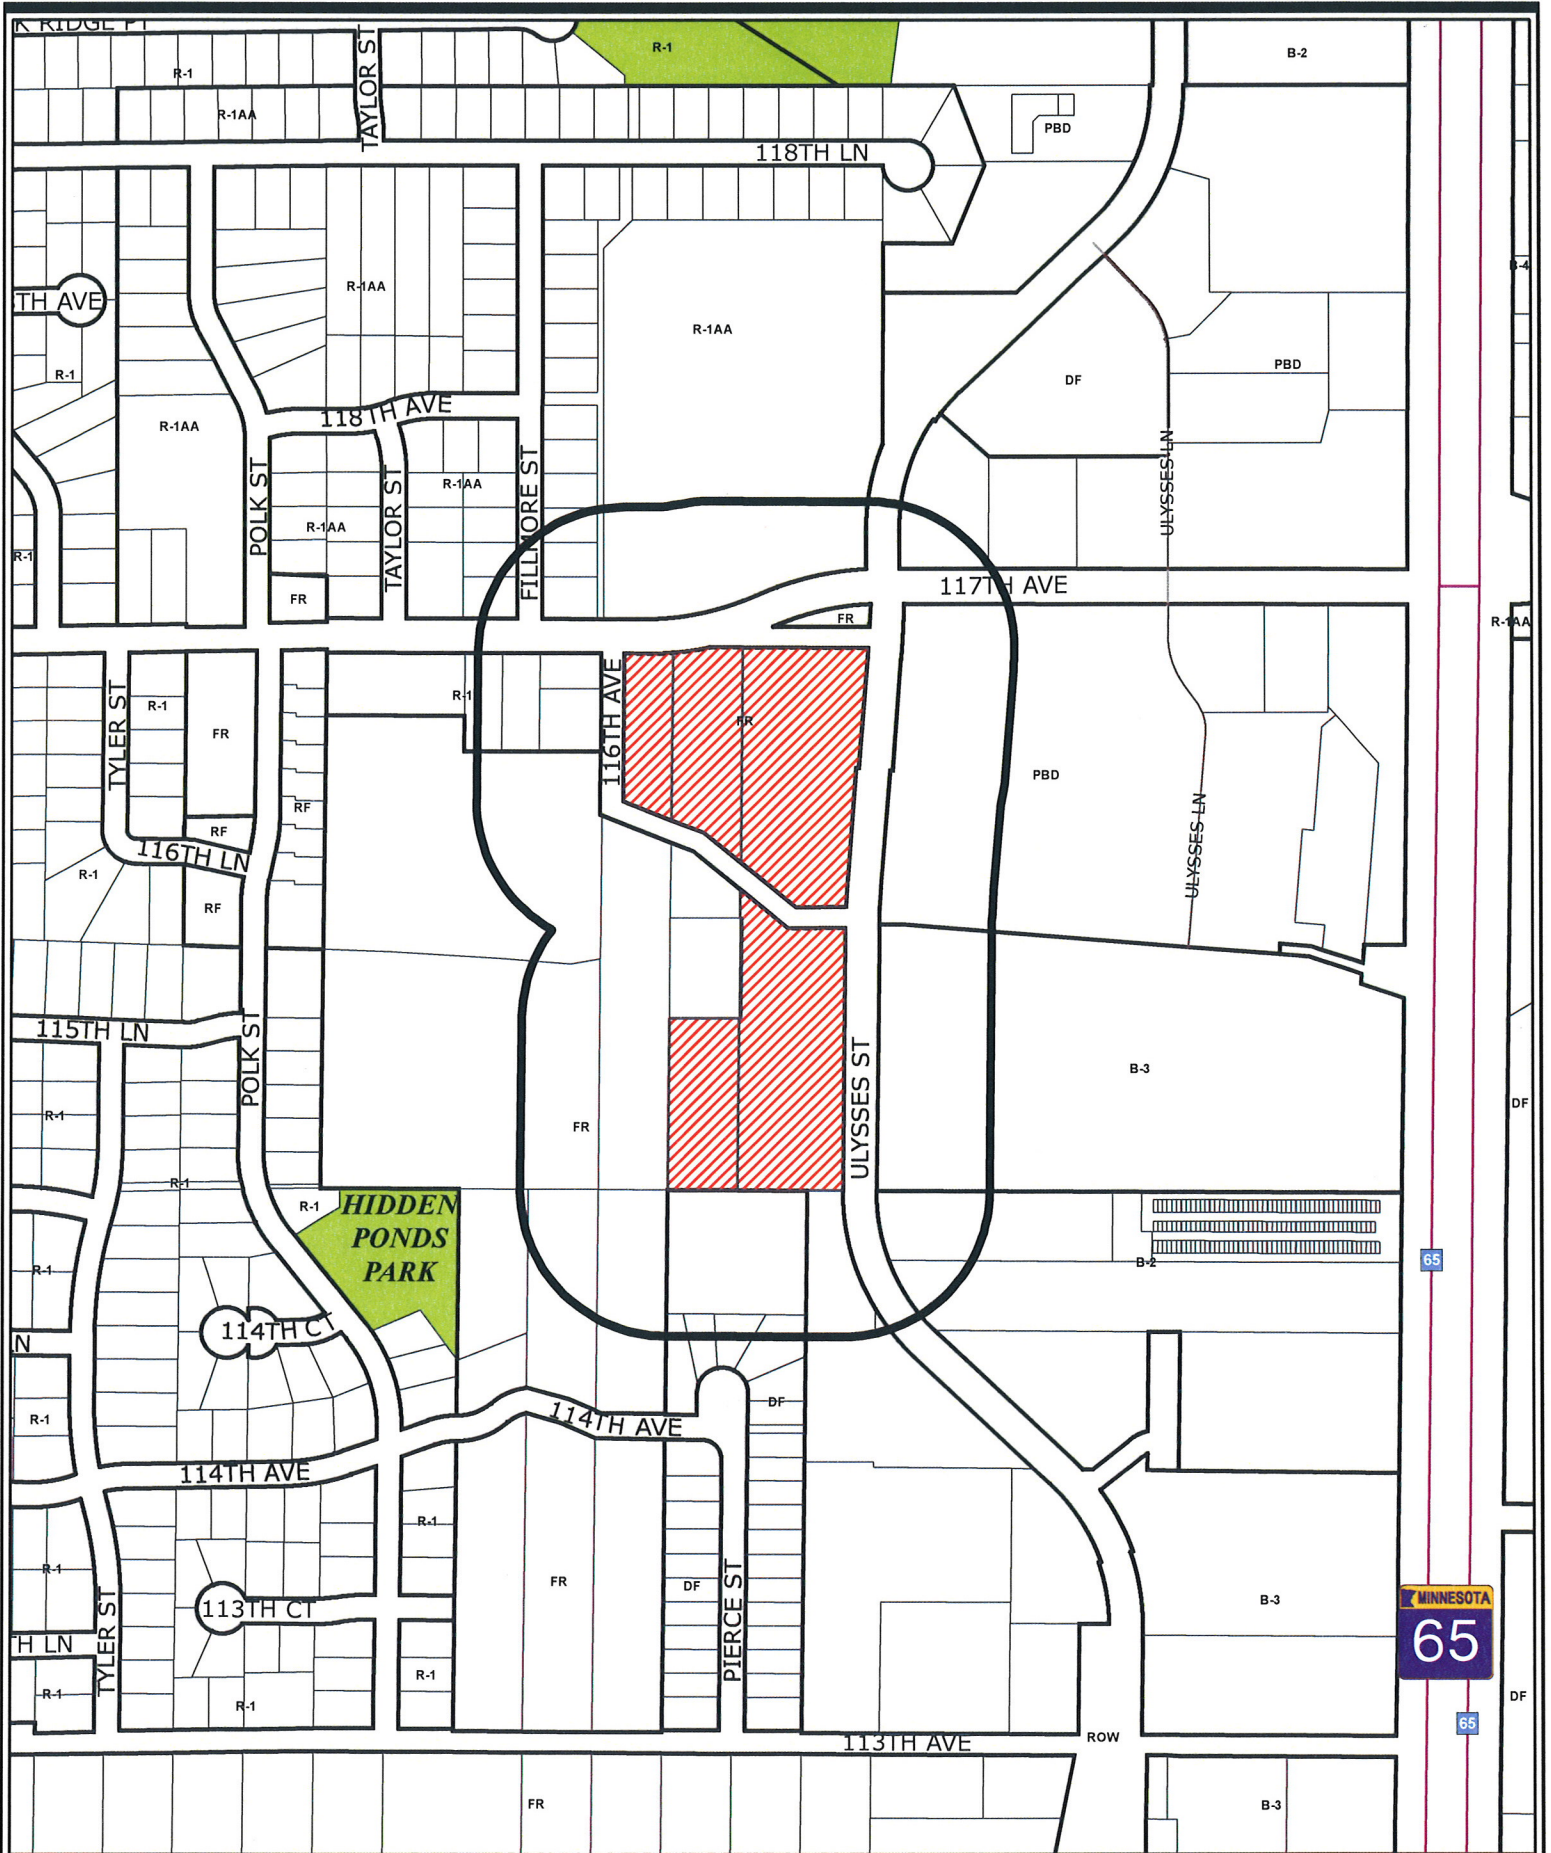 K RIDGE PT
R-1
B-2
R-1
TAYLOR ST
R-1AA
PBD
118TH LN
B-4
R-1AA
TH AVE
R-1AA
PBD
R-1
DF
118TH AVE
R-1AA
ULYSSES LN
POLK ST
TAYLOR ST
R-1AA
FILLMORE ST
R-1AA
R-1
117TH AVE
FR
FR
R-1AA
R-1
116TH AVE
TYLER ST
R-1
FR
FR
PBD
RF
RF
116TH LN
ULYSSES LN
R-1
RF
115TH LN
POLK ST
B-3
ULYSSES ST
R-1
FR
DF
R-1
R-1
HIDDEN
PONDS
PARK
R-1
B-2
65
114TH CT
LN
R-1
DF
114TH AVE
114TH AVE
R-1
R-1
FR
DF
PIERCE ST
B-3
MINNESOTA
65
113TH CT
TYLER ST
TH LN
R-1
R-1
R-1
DF
65
113TH AVE
ROW
FR
B-3